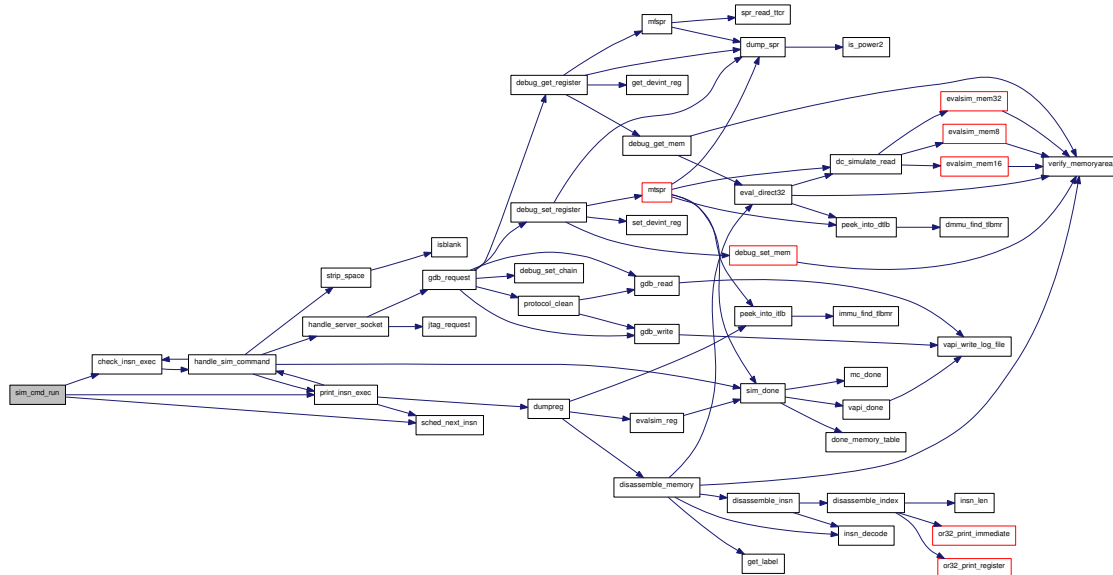 spr_read_ttcr
mfspr
dump_spr
is_power2
debug_get_register
get_devint_reg
evalsim_mem32
evalsim_mem8
debug_get_mem
dc_simulate_read
evalsim_mem16
verify_memoryarea
mtspr
eval_direct32
debug_set_register
set_devint_reg
peek_into_dtlb
dmmu_find_tlbmr
isblank
debug_set_mem
strip_space
gdb_request
debug_set_chain
gdb_read
protocol_clean
peek_into_itlb
immu_find_tlbmr
handle_server_socket
jtag_request
gdb_write
vapi_write_log_file
check_insn_exec
handle_sim_command
mc_done
sim_cmd_run
print_insn_exec
sim_done
dumpreg
vapi_done
sched_next_insn
evalsim_reg
done_memory_table
disassemble_memory
disassemble_insn
disassemble_index
insn_len
insn_decode
or32_print_immediate
get_label
or32_print_register